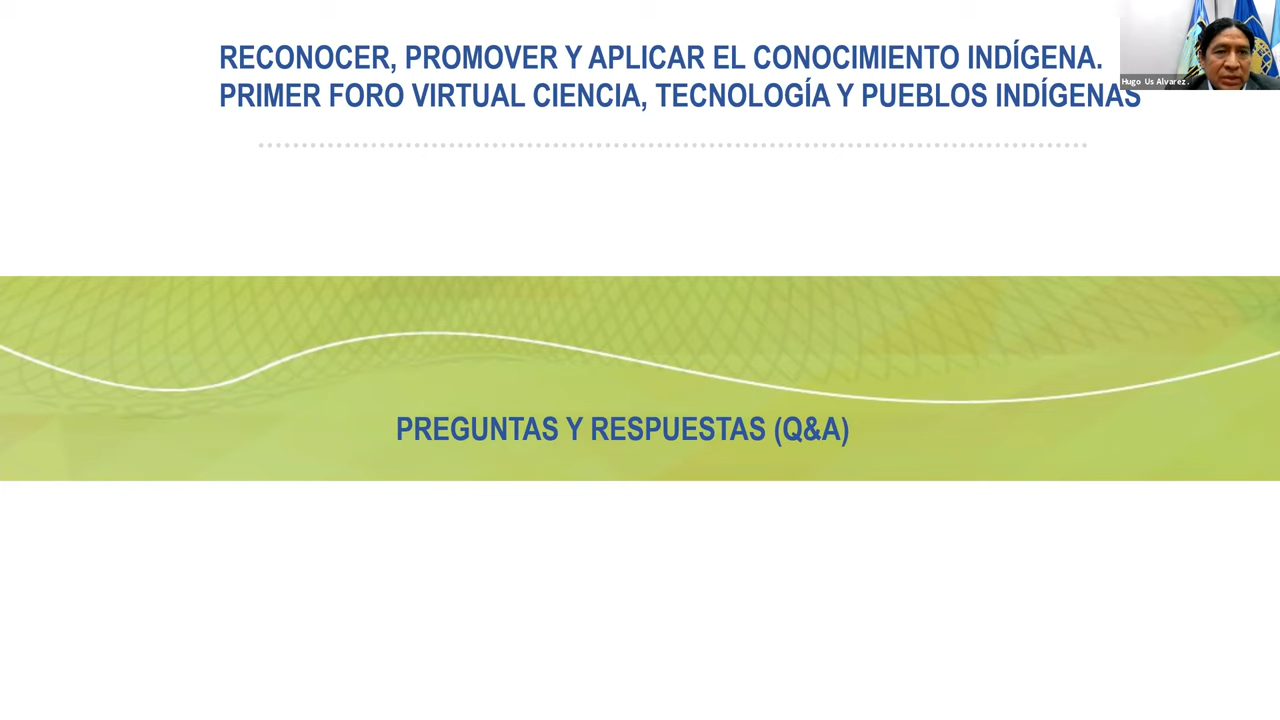 RECONOCER, PROMOVER Y APLICAR EL CONOCIMIENTO INDÍGENA.
PRIMER FORO VIRTUAL CIENCIA, TECNOLOGÍA Y PUEBLOS INDÍGENAS
Hugo Us Alvarez.
PREGUNTAS Y RESPUESTAS (Q&A)